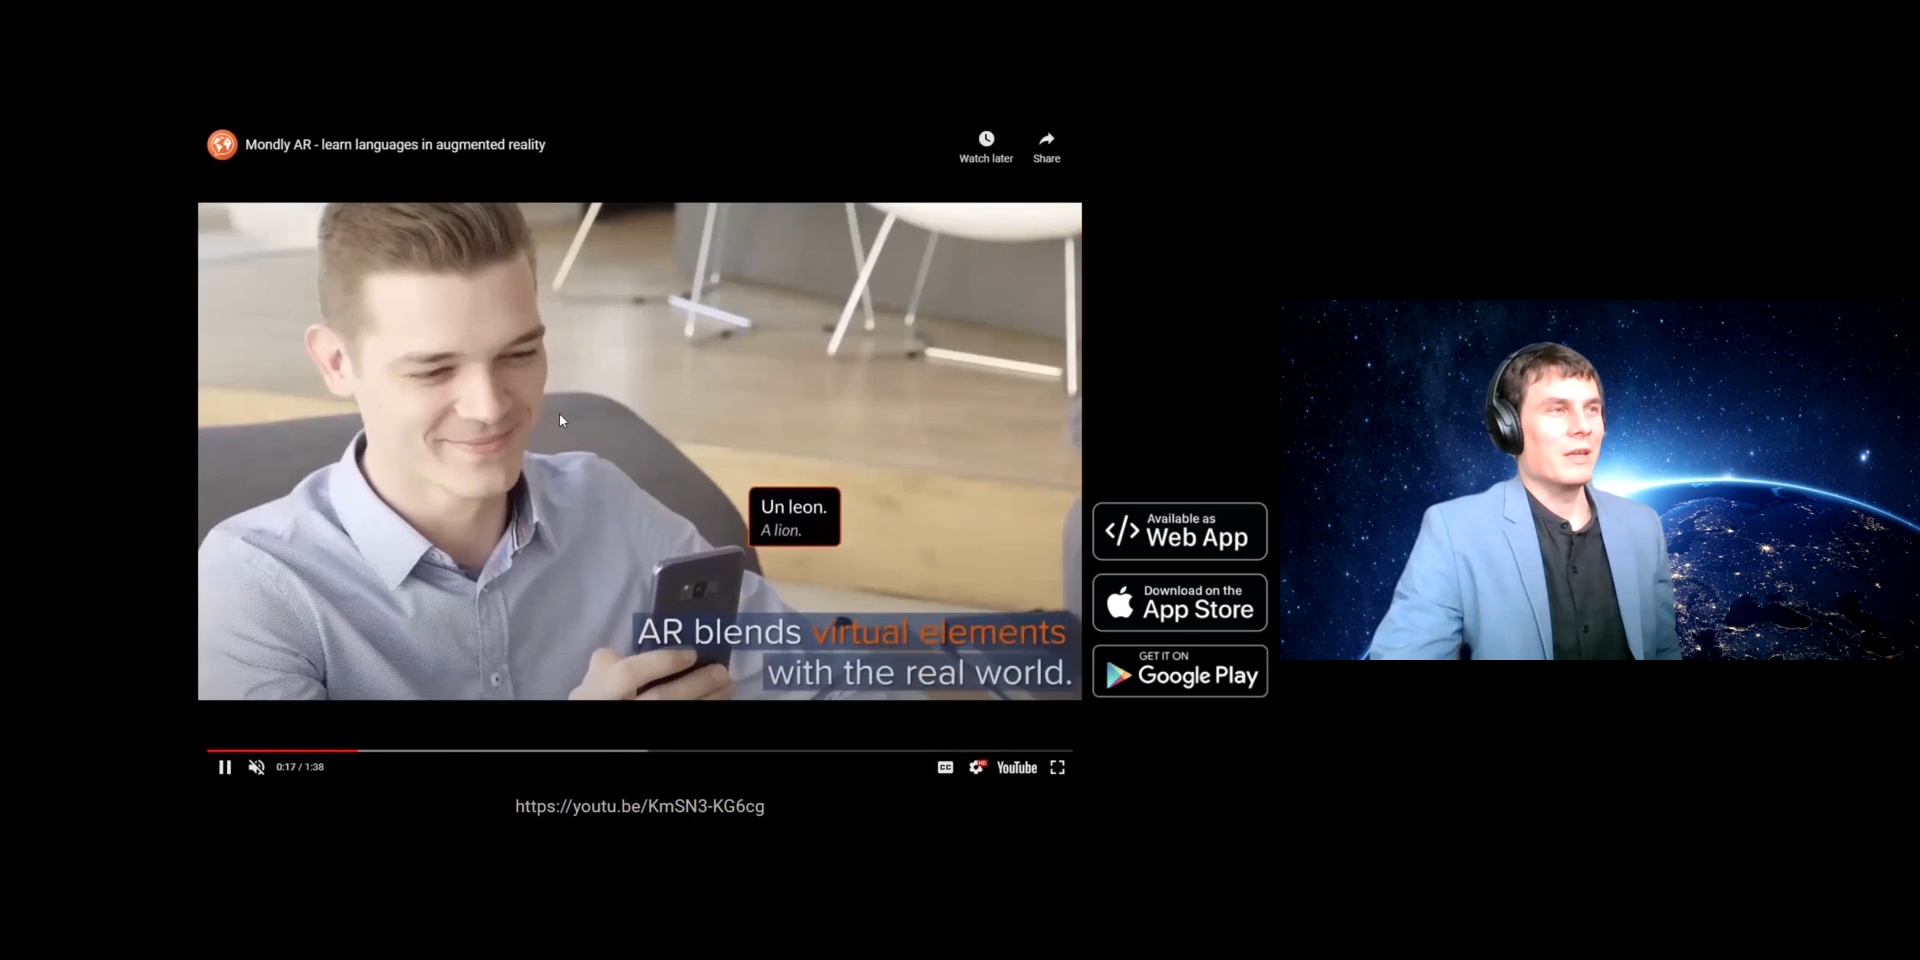 Mondly AR - learn languages in augmented reality
Watch later
Share
Un leon.
A lion.
AR blends virtual elements
with the real world.
Available as
Web App
Download on the
App Store
GET IT ON
Google Play
0:17 / 1:38
CC
HD
YouTube
https://youtu.be/KmSN3-KG6cg